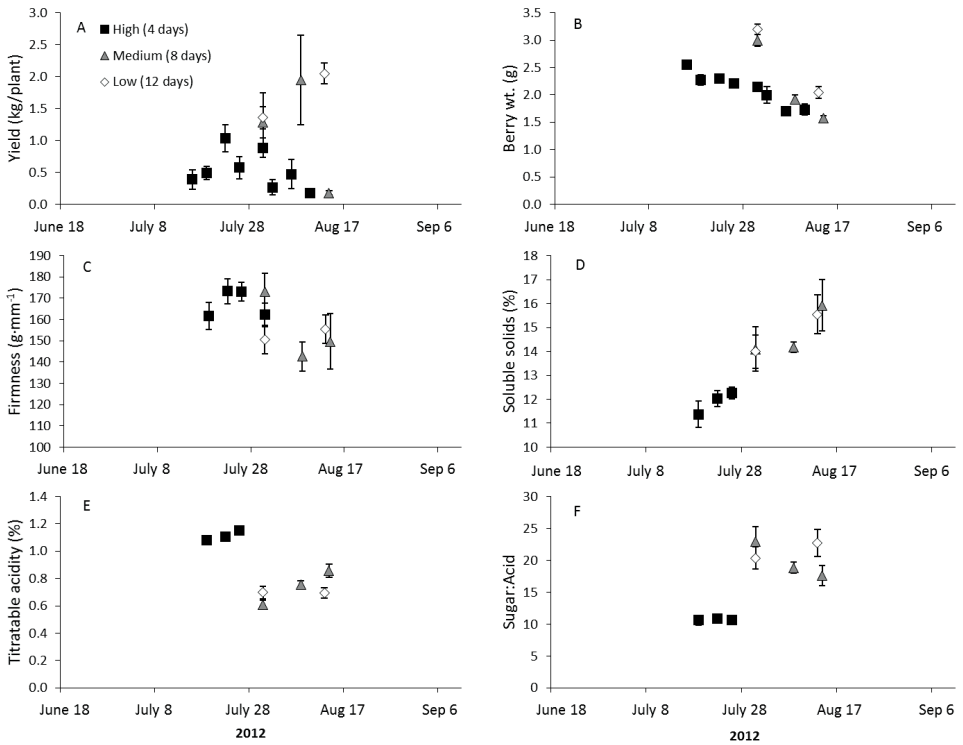 A
High (4 days)
Medium (8 days)
Low (12 days)
Yield (kg/plant)
3.0
2.5
2.0
1.5
1.0
0.5
0.0
June 18 July 8 July 28 Aug 17 Sep 6
B
Berry wt. (g)
3.5
3.0
2.5
2.0
1.5
1.0
0.5
0.0
June 18 July 8 July 28 Aug 17 Sep 6
C
Firmness (g·mm⁻¹)
190
180
170
160
150
140
130
120
110
100
June 18 July 8 July 28 Aug 17 Sep 6
D
Soluble solids (%)
18
17
16
15
14
13
12
11
10
June 18 July 8 July 28 Aug 17 Sep 6
E
Titratable acidity (%)
1.4
1.2
1.0
0.8
0.6
0.4
0.2
0.0
June 18 July 8 July 28 Aug 17 Sep 6
2012
F
Sugar:Acid
30
25
20
15
10
5
0
June 18 July 8 July 28 Aug 17 Sep 6
2012